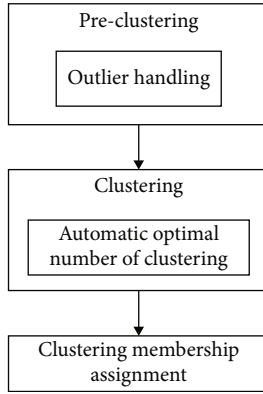 Pre-clustering
Outlier handling
Clustering
Automatic optimal
number of clustering
Clustering membership
assignment